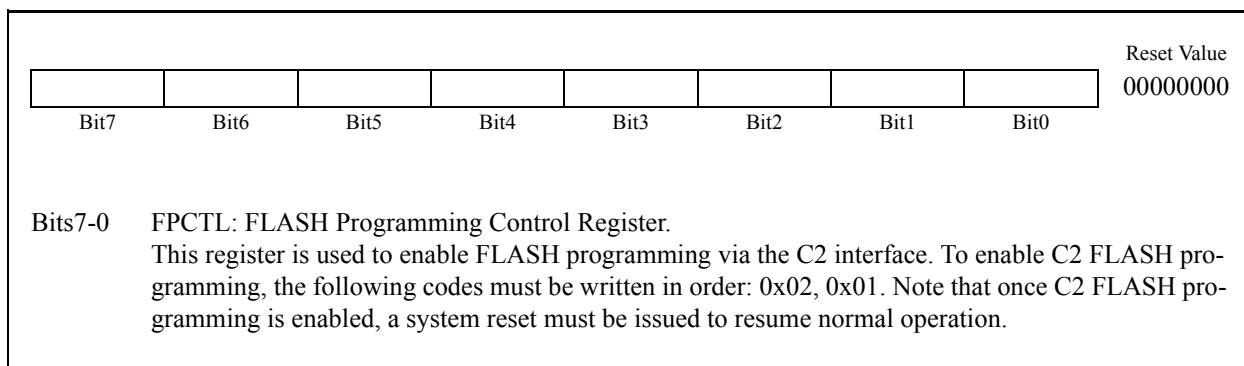 Reset Value
00000000
Bit7 Bit6 Bit5 Bit4 Bit3 Bit2 Bit1 Bit0
Bits7-0 FPCTL: FLASH Programming Control Register.
This register is used to enable FLASH programming via the C2 interface. To enable C2 FLASH pro-
gramming, the following codes must be written in order: 0x02, 0x01. Note that once C2 FLASH pro-
gramming is enabled, a system reset must be issued to resume normal operation.